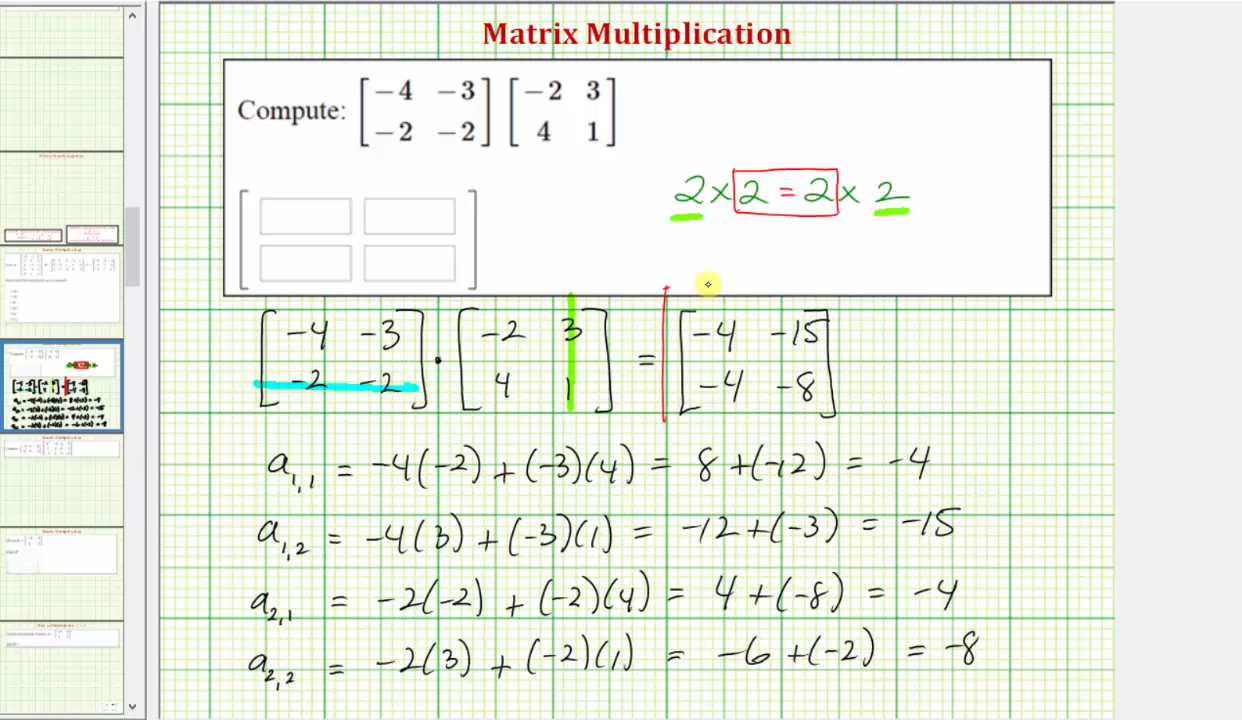 Matrix Multiplication
Compute: [ −4 −3 ] [ −2 3 ]
[ −2 −2 ] [ 4 1 ]
2 × 2 = 2 × 2
[ -4 -3 ] · [ -2 3 ] = [ -4 -15 ]
[ -2 -2 ] [ 4 1 ] [ -4 -8 ]
a1,1 = -4(-2) + (-3)(4) = 8 + (-12) = -4
a1,2 = -4(3) + (-3)(1) = -12 + (-3) = -15
a2,1 = -2(-2) + (-2)(4) = 4 + (-8) = -4
a2,2 = -2(3) + (-2)(1) = -6 + (-2) = -8